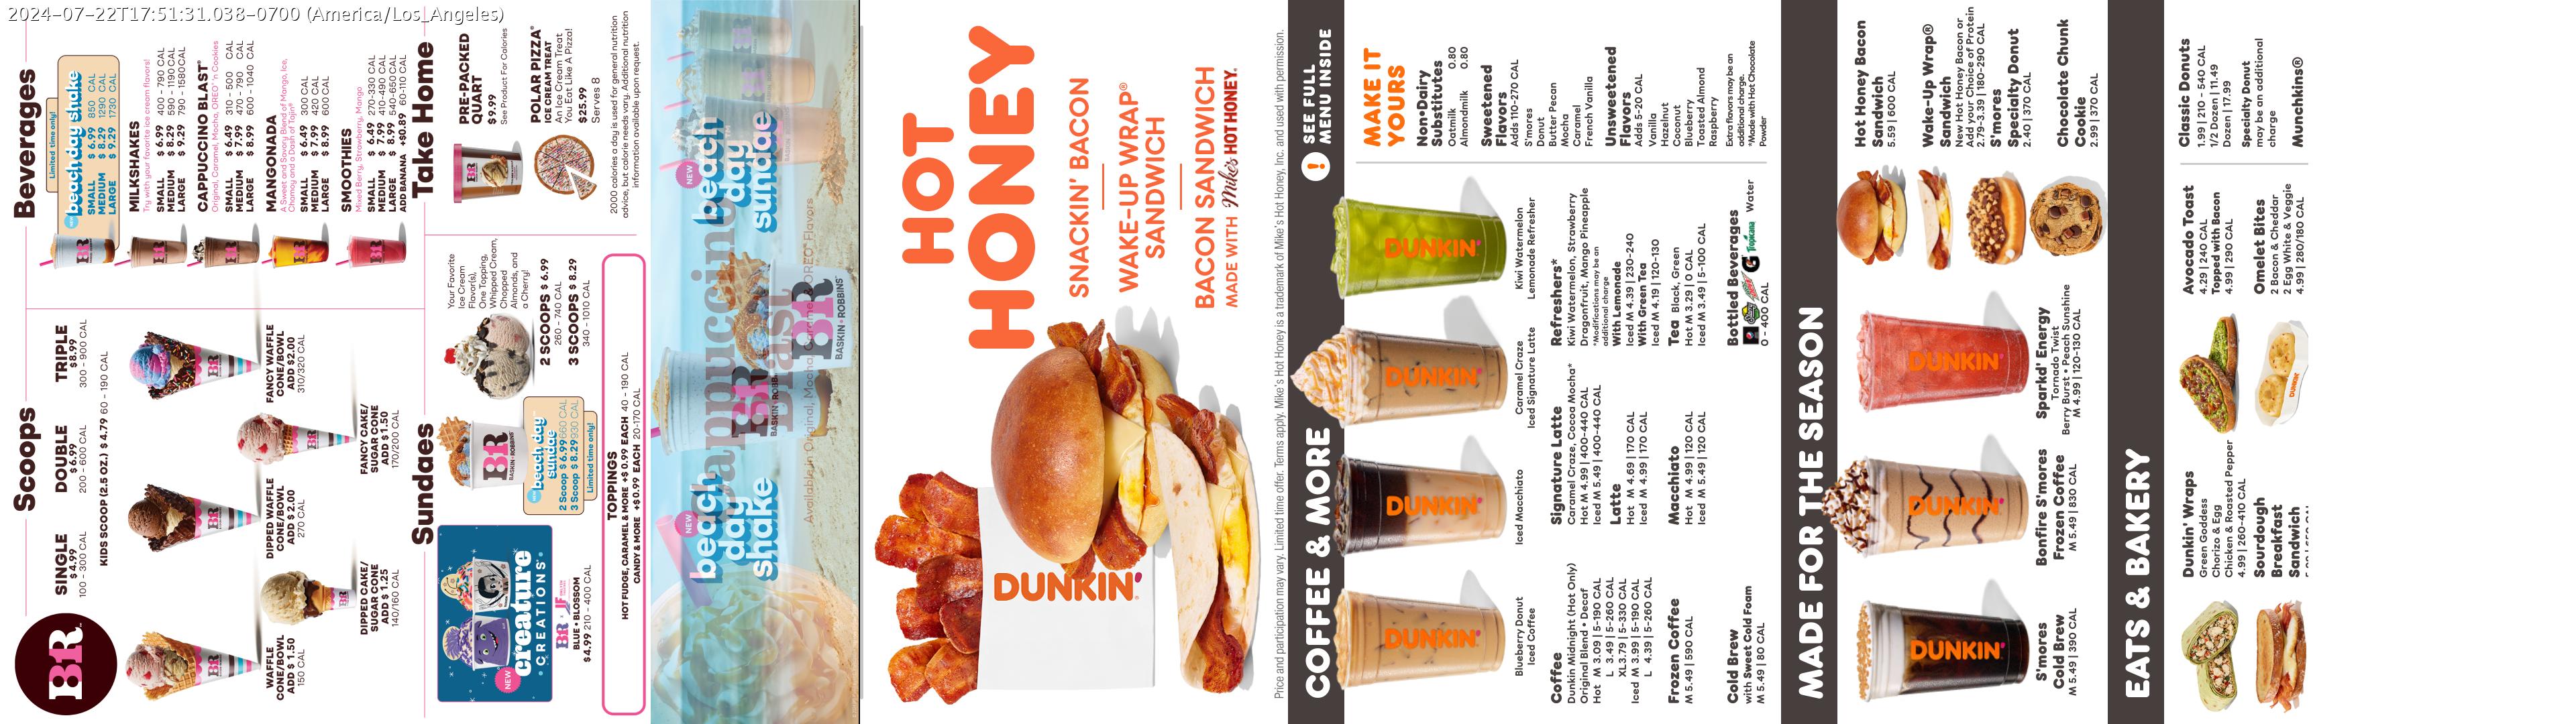 2024-07-22T17:51:31.038-0700 (America/Los_Angeles)
BR
Scoops
SINGLE
$ 4.99
100 - 300 CAL
DOUBLE
$ 6.99
200 - 600 CAL
TRIPLE
$8.99
300 - 900 CAL
KIDS SCOOP (2.5 OZ.) $ 4.79 60 - 190 CAL
WAFFLE
CONE/BOWL
ADD $ 1.50
150 CAL
DIPPED WAFFLE
CONE/BOWL
ADD $ 2.00
270 CAL
FANCY WAFFLE
CONE/BOWL
ADD $2.00
310/320 CAL
DIPPED CAKE/
SUGAR CONE
ADD $ 1.25
140/160 CAL
FANCY CAKE/
SUGAR CONE
ADD $ 1.50
170/200 CAL
Beverages
Limited time only!
beach day shake
SMALL $ 6.99 850 CAL
MEDIUM $ 8.29 1290 CAL
LARGE $ 9.29 1730 CAL
MILKSHAKES
Try with your favorite ice cream flavors!
SMALL $ 6.99 400 - 790 CAL
MEDIUM $ 8.29 590 - 1190 CAL
LARGE $ 9.29 790 - 1580 CAL
CAPPUCCINO BLAST®
Original, Caramel, Mocha, OREO® 'n Cookies
SMALL $ 6.49 310 - 500 CAL
MEDIUM $ 7.99 470 - 790 CAL
LARGE $ 8.99 600 - 1040 CAL
MANGONADA
A Sweet and Savory Blend of Mango, Ice,
Chamoy and a Dash of Tajín®
SMALL $ 6.49 300 CAL
MEDIUM $ 7.99 420 CAL
LARGE $ 8.99 600 CAL
SMOOTHIES
Mixed Berry, Strawberry, Mango
SMALL $ 6.49 270-330 CAL
MEDIUM $ 7.99 410-490 CAL
LARGE $ 8.99 540-650 CAL
ADD BANANA +$0.89 60-110 CAL
Sundaes
NEW
creature
CREATIONS®
BR
BLUE • BLOSSOM
$4.99 210 - 400 CAL
BR
BASKIN·ROBBINS
beach day
sundae
2 Scoop $ 6.99 660 CAL
3 Scoop $ 8.29 930 CAL
Limited time only!
Your Favorite
Ice Cream
Flavor(s),
One Topping,
Whipped Cream,
Chopped
Almonds, and
a Cherry!
2 SCOOPS $ 6.99
260 - 740 CAL
3 SCOOPS $ 8.29
340 - 1010 CAL
TOPPINGS
HOT FUDGE, CARAMEL & MORE +$ 0.99 EACH 40 - 190 CAL
CANDY & MORE +$ 0.99 EACH 20-170 CAL
Take Home
PRE-PACKED
QUART
$ 9.99
See Product For Calories
POLAR PIZZA®
ICE CREAM TREAT
An Ice Cream Treat
You Eat Like A Pizza!
$25.99
Serves 8
2000 calories a day is used for general nutrition
advice, but calorie needs vary. Additional nutrition
information available upon request.
NEW
beach
day
shake
cappuccino
blast
BR
BASKIN·ROBBINS
Available in Original, Mocha, Caramel & OREO® Flavors
NEW
beach
day
sundae
BR
BASKIN·ROBBINS
DUNKIN'
HOT
HONEY
SNACKIN' BACON
WAKE-UP WRAP®
SANDWICH
BACON SANDWICH
MADE WITH Mike's HOT HONEY.
Price and participation may vary. Limited time offer. Terms apply. Mike's Hot Honey is a trademark of Mike's Hot Honey, Inc. and used with permission.
COFFEE & MORE
! SEE FULL
MENU INSIDE
DUNKIN'
DUNKIN'
DUNKIN'
DUNKIN'
Blueberry Donut
Iced Coffee
Iced Macchiato
Caramel Craze
Iced Signature Latte
Kiwi Watermelon
Lemonade Refresher
Coffee
Dunkin Midnight (Hot Only)
Original Blend • Decaf
Hot M 3.09 | 5-190 CAL
L 3.49 | 5-260 CAL
XL 3.79 | 5-330 CAL
Iced M 3.99 | 5-190 CAL
L 4.39 | 5-260 CAL
Frozen Coffee
M 5.49 | 590 CAL
Cold Brew
with Sweet Cold Foam
M 5.49 | 80 CAL
Signature Latte
Caramel Craze, Cocoa Mocha*
Hot M 4.99 | 400-440 CAL
Iced M 5.49 | 400-440 CAL
Latte
Hot M 4.69 | 170 CAL
Iced M 4.99 | 170 CAL
Macchiato
Hot M 4.99 | 120 CAL
Iced M 5.49 | 120 CAL
Refreshers*
Kiwi Watermelon, Strawberry
Dragonfruit, Mango Pineapple
*Modifications may be an
additional charge
With Lemonade
Iced M 4.39 | 230-240
With Green Tea
Iced M 4.19 | 120-130
Tea Black, Green
Hot M 3.29 | 0 CAL
Iced M 3.49 | 5-100 CAL
Bottled Beverages
Tropicana Water
0 - 400 CAL
MAKE IT
YOURS
Non-Dairy
Substitutes
Oatmilk 0.80
Almondmilk 0.80
Sweetened
Flavors
Adds 110-270 CAL
S'mores
Donut
Butter Pecan
Mocha
Caramel
French Vanilla
Unsweetened
Flavors
Adds 5-20 CAL
Vanilla
Hazelnut
Coconut
Blueberry
Toasted Almond
Raspberry
Extra flavors may be an
additional charge.
*Made with Hot Chocolate
Powder
MADE FOR THE SEASON
DUNKIN'
DUNKIN'
DUNKIN'
S'mores
Cold Brew
M 5.49 | 390 CAL
Bonfire S'mores
Frozen Coffee
M 5.49 | 830 CAL
Sparkd' Energy
Tornado Twist
Berry Burst • Peach Sunshine
M 4.99 | 120-130 CAL
Hot Honey Bacon
Sandwich
5.59 | 600 CAL
Wake-Up Wrap®
Sandwich
New Hot Honey Bacon or
Add your Choice of Protein
2.79-3.39 | 180-290 CAL
S'mores
Specialty Donut
2.40 | 370 CAL
Chocolate Chunk
Cookie
2.99 | 370 CAL
EATS & BAKERY
Dunkin' Wraps
Green Goddess
Chorizo & Egg
Chicken & Roasted Pepper
4.99 | 260-410 CAL
Sourdough
Breakfast
Sandwich
DUNKIN'
Avocado Toast
4.29 | 240 CAL
Topped with Bacon
4.99 | 290 CAL
Omelet Bites
2 Bacon & Cheddar
2 Egg White & Veggie
4.99 | 280/180 CAL
Classic Donuts
1.99 | 210 - 540 CAL
1/2 Dozen | 11.49
Dozen | 17.99
Specialty Donut
may be an additional
charge
Munchkins®